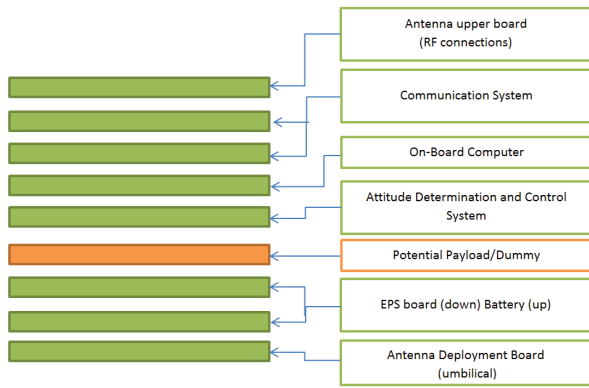 Antenna upper board
(RF connections)
Communication System
On-Board Computer
Attitude Determination and Control
System
Potential Payload/Dummy
EPS board (down) Battery (up)
Antenna Deployment Board
(umbilical)